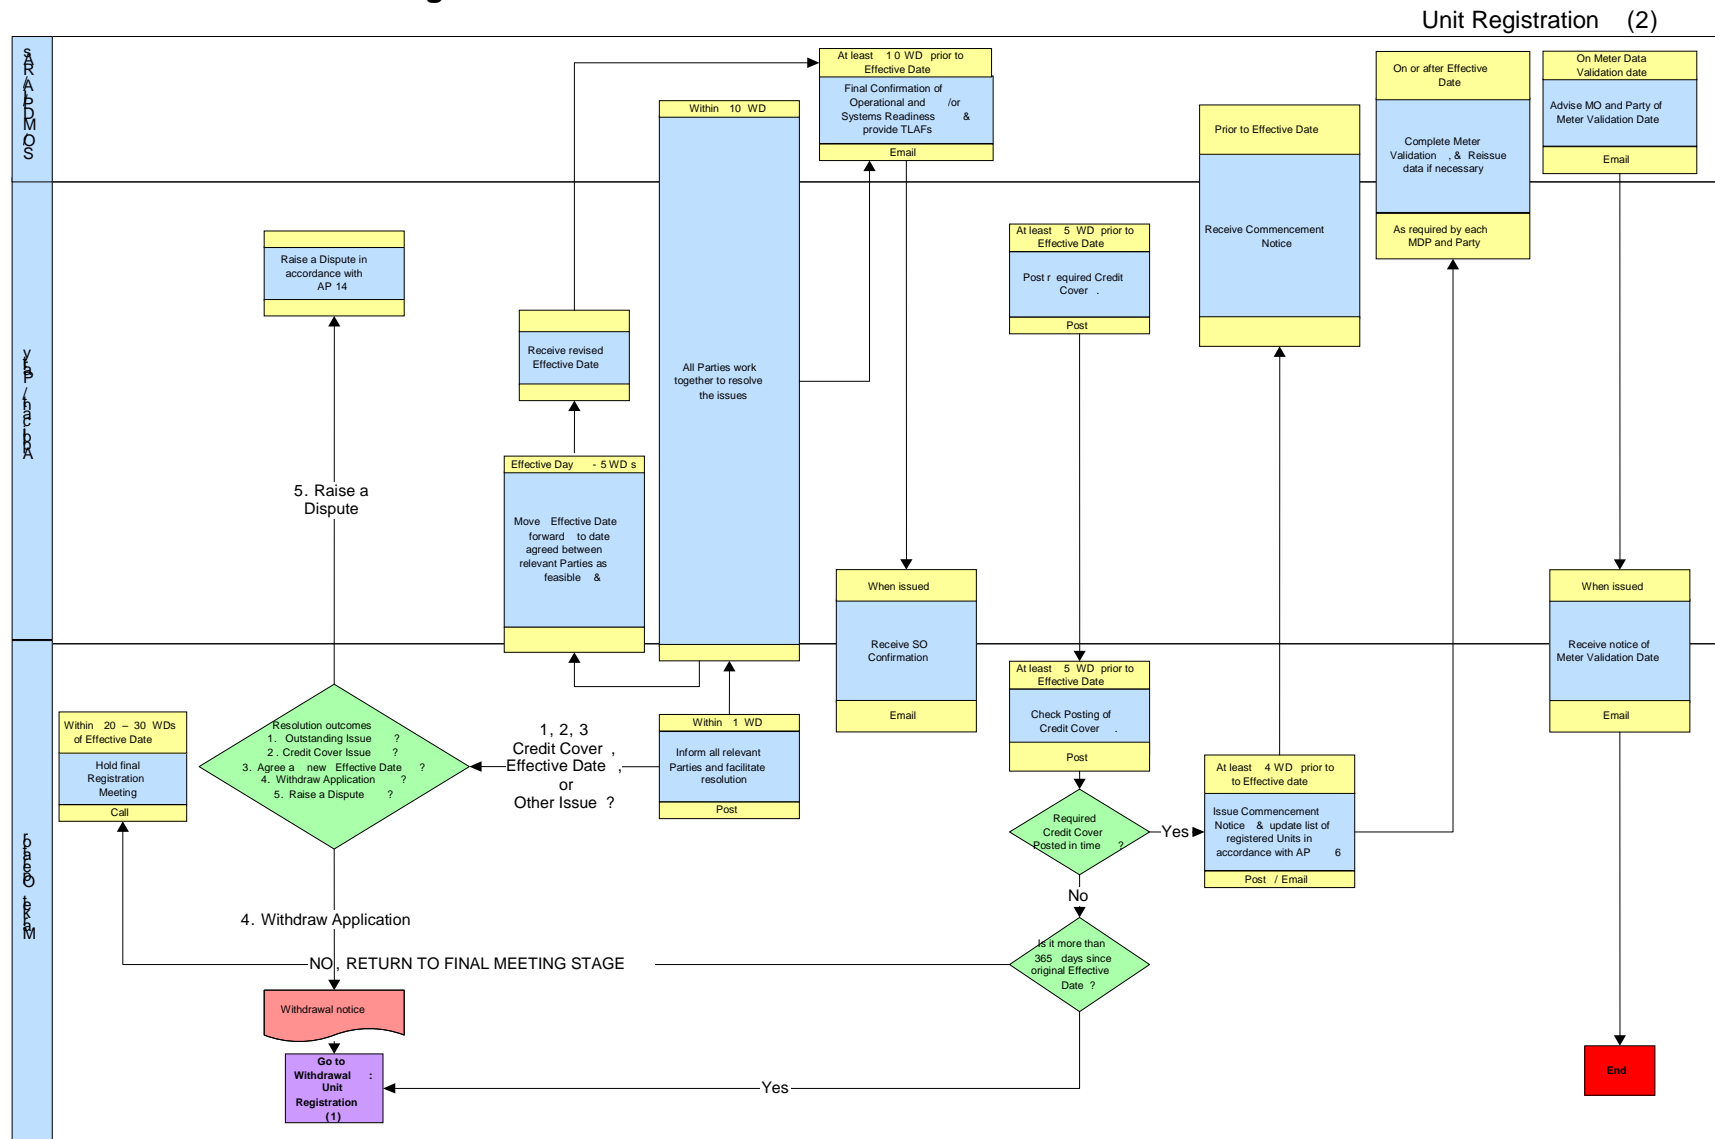 Unit Registration (2)
SO/MDP/ARAs
Applicant/Party
Market Operator
At least 10 WD prior to
Effective Date
Final Confirmation of
Operational and /or
Systems Readiness &
provide TLAFs
Email
Within 10 WD
All Parties work
together to resolve
the issues
On or after Effective
Date
Complete Meter
Validation , & Reissue
data if necessary
As required by each
MDP and Party
On Meter Data
Validation date
Advise MO and Party of
Meter Validation Date
Email
Prior to Effective Date
Receive Commencement
Notice
Raise a Dispute in
accordance with
AP 14
At least 5 WD prior to
Effective Date
Post r equired Credit
Cover .
Post
Receive revised
Effective Date
Effective Day - 5 WD s
Move Effective Date
forward to date
agreed between
relevant Parties as
feasible &
5. Raise a
Dispute
When issued
Receive SO
Confirmation
Email
When issued
Receive notice of
Meter Validation Date
Email
At least 5 WD prior to
Effective Date
Check Posting of
Credit Cover .
Post
Within 20 – 30 WDs
of Effective Date
Hold final
Registration
Meeting
Call
Resolution outcomes
1. Outstanding Issue ?
2. Credit Cover Issue ?
3. Agree a new Effective Date ?
4. Withdraw Application ?
5. Raise a Dispute ?
1, 2, 3
Credit Cover ,
Effective Date ,
or
Other Issue ?
Within 1 WD
Inform all relevant
Parties and facilitate
resolution
Post
Required
Credit Cover
Posted in time ?
Yes
At least 4 WD prior to
to Effective date
Issue Commencement
Notice & update list of
registered Units in
accordance with AP 6
Post / Email
No
4. Withdraw Application
Is it more than
365 days since
original Effective
Date ?
NO, RETURN TO FINAL MEETING STAGE
Withdrawal notice
Go to
Withdrawal :
Unit
Registration
(1)
Yes
End